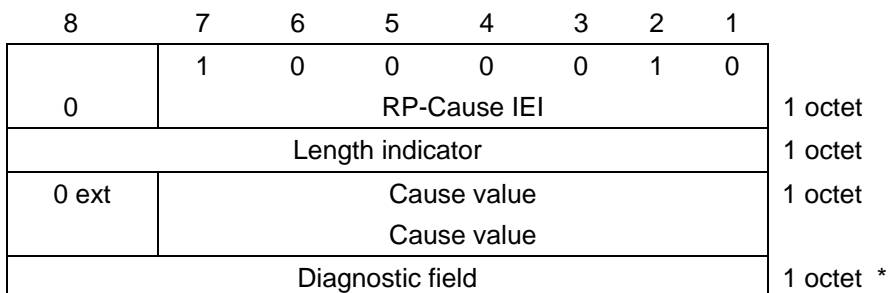 8 7 6 5 4 3 2 1
1 0 0 0 0 1 0
0 RP-Cause IEI 1 octet
Length indicator 1 octet
0 ext Cause value 1 octet
Cause value
Diagnostic field 1 octet *